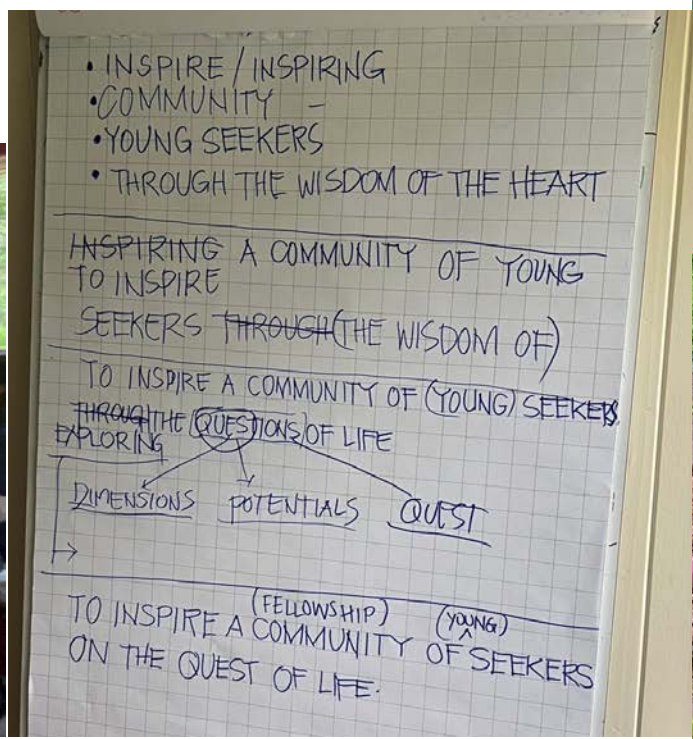 • INSPIRE / INSPIRING
• COMMUNITY –
• YOUNG SEEKERS
• THROUGH THE WISDOM OF THE HEART
INSPIRING A COMMUNITY OF YOUNG
TO INSPIRE
SEEKERS THROUGH (THE WISDOM OF)
TO INSPIRE A COMMUNITY OF (YOUNG) SEEKERS
THROUGH THE (QUESTIONS) OF LIFE
EXPLORING
DIMENSIONS POTENTIALS QUEST
(FELLOWSHIP) (YOUNG)
TO INSPIRE A COMMUNITY OF SEEKERS
ON THE QUEST OF LIFE.